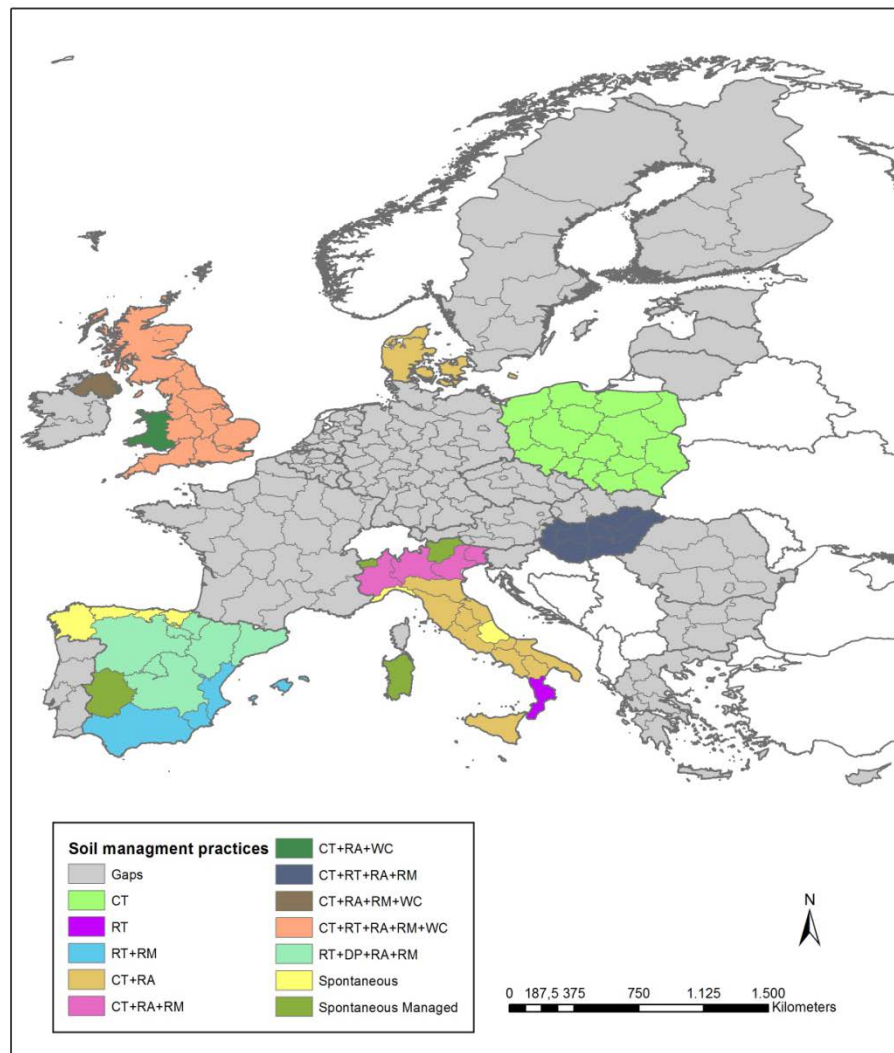 Soil managment practices
Gaps
CT
RT
RT+RM
CT+RA
CT+RA+RM
CT+RA+WC
CT+RT+RA+RM
CT+RA+RM+WC
CT+RT+RA+RM+WC
RT+DP+RA+RM
Spontaneous
Spontaneous Managed
N
0 187,5 375 750 1.125 1.500
Kilometers